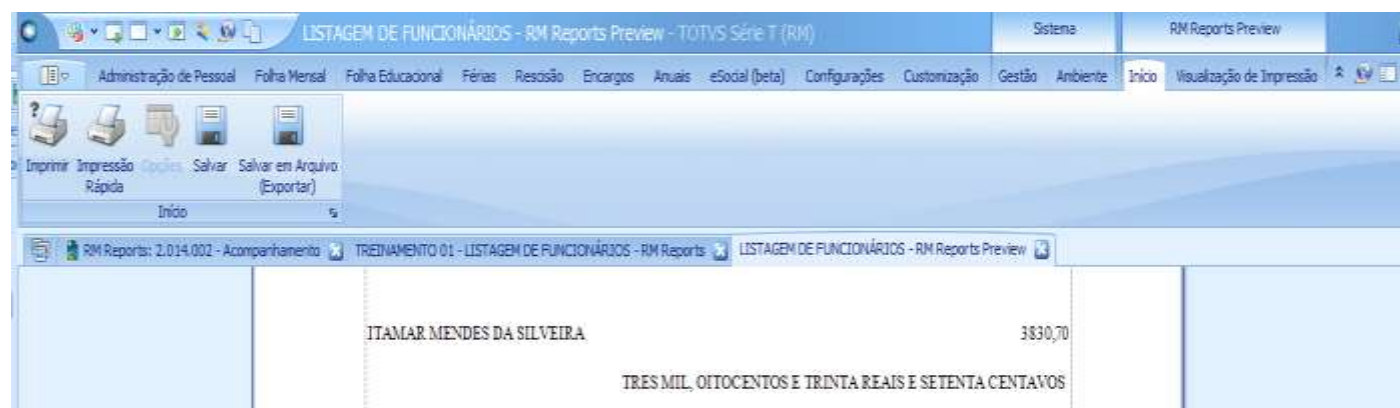 LISTAGEM DE FUNCIONÁRIOS - RM Reports Preview - TOTVS Série T (RM)
Sistema
RM Reports Preview
Administração de Pessoal Folha Mensal Folha Educacional Férias Rescisão Encargos Anuais eSocial (beta) Configurações Customização Gestão Ambiente Início Visualização de Impressão
Imprimir Impressão Opções Salvar Salvar em Arquivo
Rápida (Exportar)
Início
RM Reports: 2.014.002 - Acompanhamento TREINAMENTO 01 - LISTAGEM DE FUNCIONÁRIOS - RM Reports LISTAGEM DE FUNCIONÁRIOS - RM Reports Preview
ITAMAR MENDES DA SILVEIRA 3830,70
TRES MIL, OITOCENTOS E TRINTA REAIS E SETENTA CENTAVOS